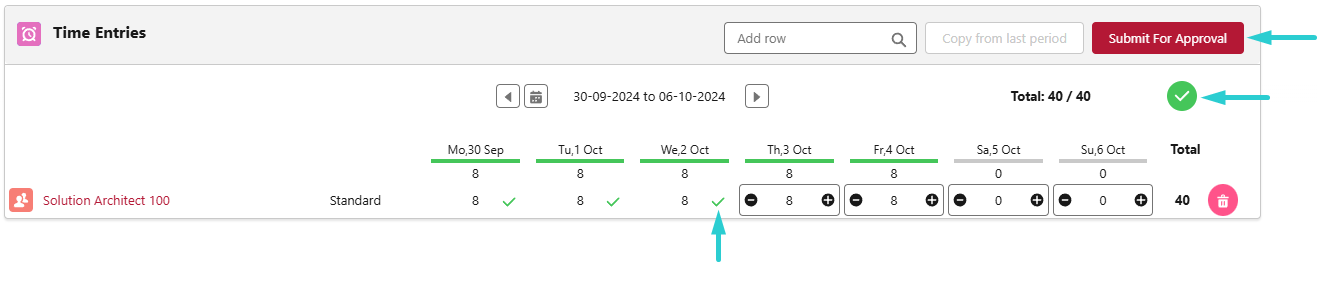 Time Entries
Add row
Copy from last period
Submit For Approval
30-09-2024 to 06-10-2024
Total: 40 / 40
Mo,30 Sep Tu,1 Oct We,2 Oct Th,3 Oct Fr,4 Oct Sa,5 Oct Su,6 Oct Total
8 8 8 8 8 0 0
Solution Architect 100 Standard 8 8 8 8 8 0 0 40